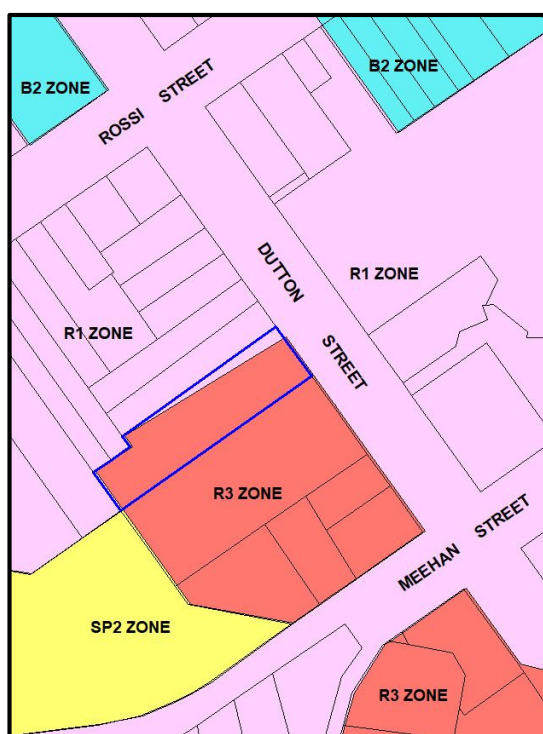 B2 ZONE
B2 ZONE
ROSSI STREET
DUTTON STREET
R1 ZONE
R1 ZONE
R3 ZONE
MEEHAN STREET
SP2 ZONE
R3 ZONE